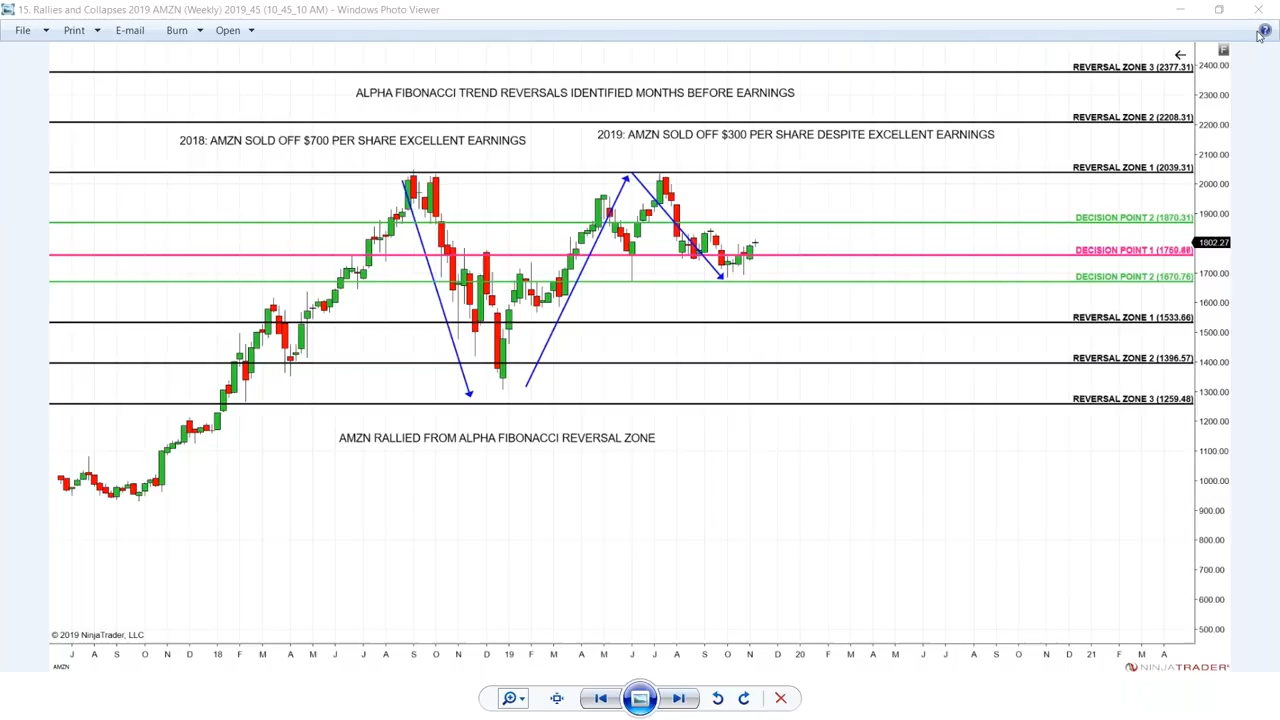 15. Rallies and Collapses 2019 AMZN (Weekly) 2019_45 (10_45_10 AM) - Windows Photo Viewer
File Print E-mail Burn Open
F
2400.00
REVERSAL ZONE 3 (2377.31)
ALPHA FIBONACCI TREND REVERSALS IDENTIFIED MONTHS BEFORE EARNINGS
2300.00
REVERSAL ZONE 2 (2208.31)
2200.00
2018: AMZN SOLD OFF $700 PER SHARE EXCELLENT EARNINGS
2019: AMZN SOLD OFF $300 PER SHARE DESPITE EXCELLENT EARNINGS
2100.00
REVERSAL ZONE 1 (2039.31)
2000.00
DECISION POINT 2 (1870.31)
1900.00
1802.27
DECISION POINT 1
DECISION POINT 2 (1670.76)
1700.00
1600.00
REVERSAL ZONE 1 (1533.66)
1500.00
REVERSAL ZONE 2 (1396.57)
1400.00
1300.00
REVERSAL ZONE 3 (1259.48)
1200.00
AMZN RALLIED FROM ALPHA FIBONACCI REVERSAL ZONE
1100.00
1000.00
900.00
800.00
700.00
600.00
500.00
© 2019 NinjaTrader, LLC
J A S O N D 18 F M A M J J A S O N D 19 F M A M J J A S O N D 20 F M A M J J A S O N D 21 F M A
AMZN
NINJATRADER